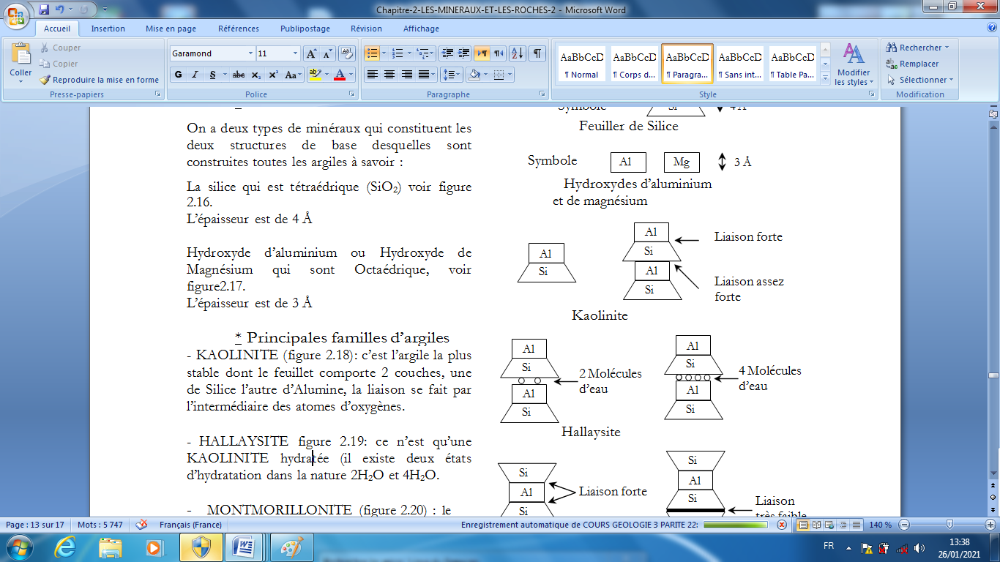 Chapitre-2-LES-MINERAUX-ET-LES-ROCHES-2 - Microsoft Word
Accueil Insertion Mise en page Références Publipostage Révision Affichage
Coller
Couper
Copier
Reproduire la mise en forme
Presse-papiers
Garamond 11
G I S abc x₂ x² Aa
Police
Paragraphe
AaBbCcD AaBbCcD AaBbCcD AaBbCcD AaBbCcD
¶ Normal ¶ Corps d... ¶ Paragra... ¶ Sans int... ¶ Table Pa...
Style
Modifier
les styles
Rechercher
Remplacer
Sélectionner
Modification
On a deux types de minéraux qui constituent les
deux structures de base desquelles sont
construites toutes les argiles à savoir :
La silice qui est tétraédrique (SiO₂) voir figure
2.16.
L'épaisseur est de 4 Å
Hydroxyde d'aluminium ou Hydroxyde de
Magnésium qui sont Octaédrique, voir
figure2.17.
L'épaisseur est de 3 Å
* Principales familles d'argiles
- KAOLINITE (figure 2.18): c'est l'argile la plus
stable dont le feuillet comporte 2 couches, une
de Silice l'autre d'Alumine, la liaison se fait par
l'intermédiaire des atomes d'oxygènes.
- HALLAYSITE figure 2.19: ce n'est qu'une
KAOLINITE hydratée (il existe deux états
d'hydratation dans la nature 2H₂O et 4H₂O.
- MONTMORILLONITE (figure 2.20) : le
Symbole Si 4 Å
Feuiller de Silice
Symbole Al Mg 3 Å
Hydroxydes d'aluminium
et de magnésium
Al
Si
Al
Si
Al
Si
Liaison forte
Liaison assez
forte
Kaolinite
Al
Si
Al
Si
2 Molécules
d'eau
Al
Si
Al
Si
4 Molécules
d'eau
Hallaysite
Si
Al
Si
Liaison forte
Si
Al
Si
Liaison
très faible
Page : 13 sur 17 Mots : 5 747 Français (France) Enregistrement automatique de COURS GEOLOGIE 3 PARITE 22: 140 %
FR
13:38
26/01/2021